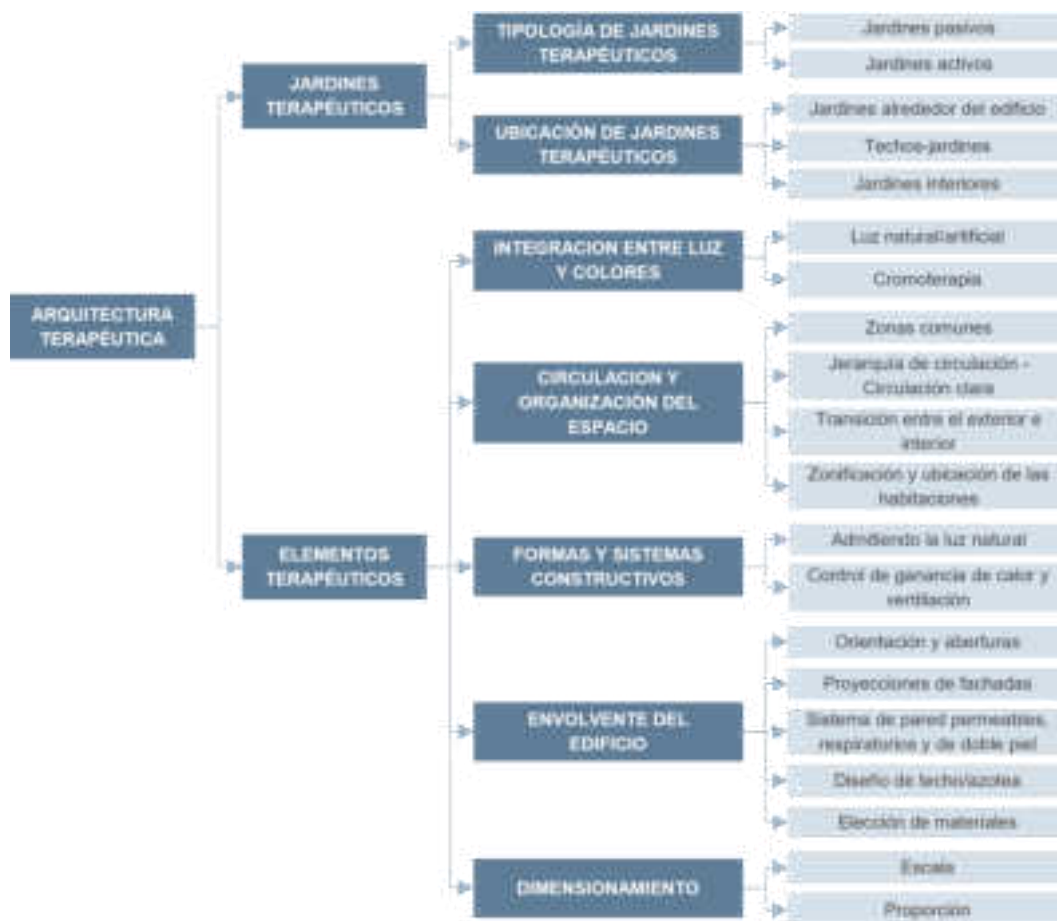 ARQUITECTURA
TERAPÉUTICA
JARDINES
TERAPÉUTICOS
TIPOLOGÍA DE JARDINES
TERAPÉUTICOS
Jardines pasivos
Jardines activos
UBICACIÓN DE JARDINES
TERAPÉUTICOS
Jardines alrededor del edificio
Techos-jardines
Jardines interiores
ELEMENTOS
TERAPÉUTICOS
INTEGRACION ENTRE LUZ
Y COLORES
Luz natural/artificial
Cromoterapia
CIRCULACION Y
ORGANIZACIÓN DEL
ESPACIO
Zonas comunes
Jerarquía de circulación -
Circulación clara
Transición entre el exterior e
interior
Zonificación y ubicación de las
habitaciones
FORMAS Y SISTEMAS
CONSTRUCTIVOS
la luz natural
Control de ganancia de calor y
ventilación
ENVOLVENTE DEL
EDIFICIO
Orientación y aberturas
Proyecciones de fachadas
Sistema de pared permeables,
respiratorios y de doble piel
Diseño de techo/azotea
Elección de materiales
DIMENSIONAMIENTO
Escala
Proporción